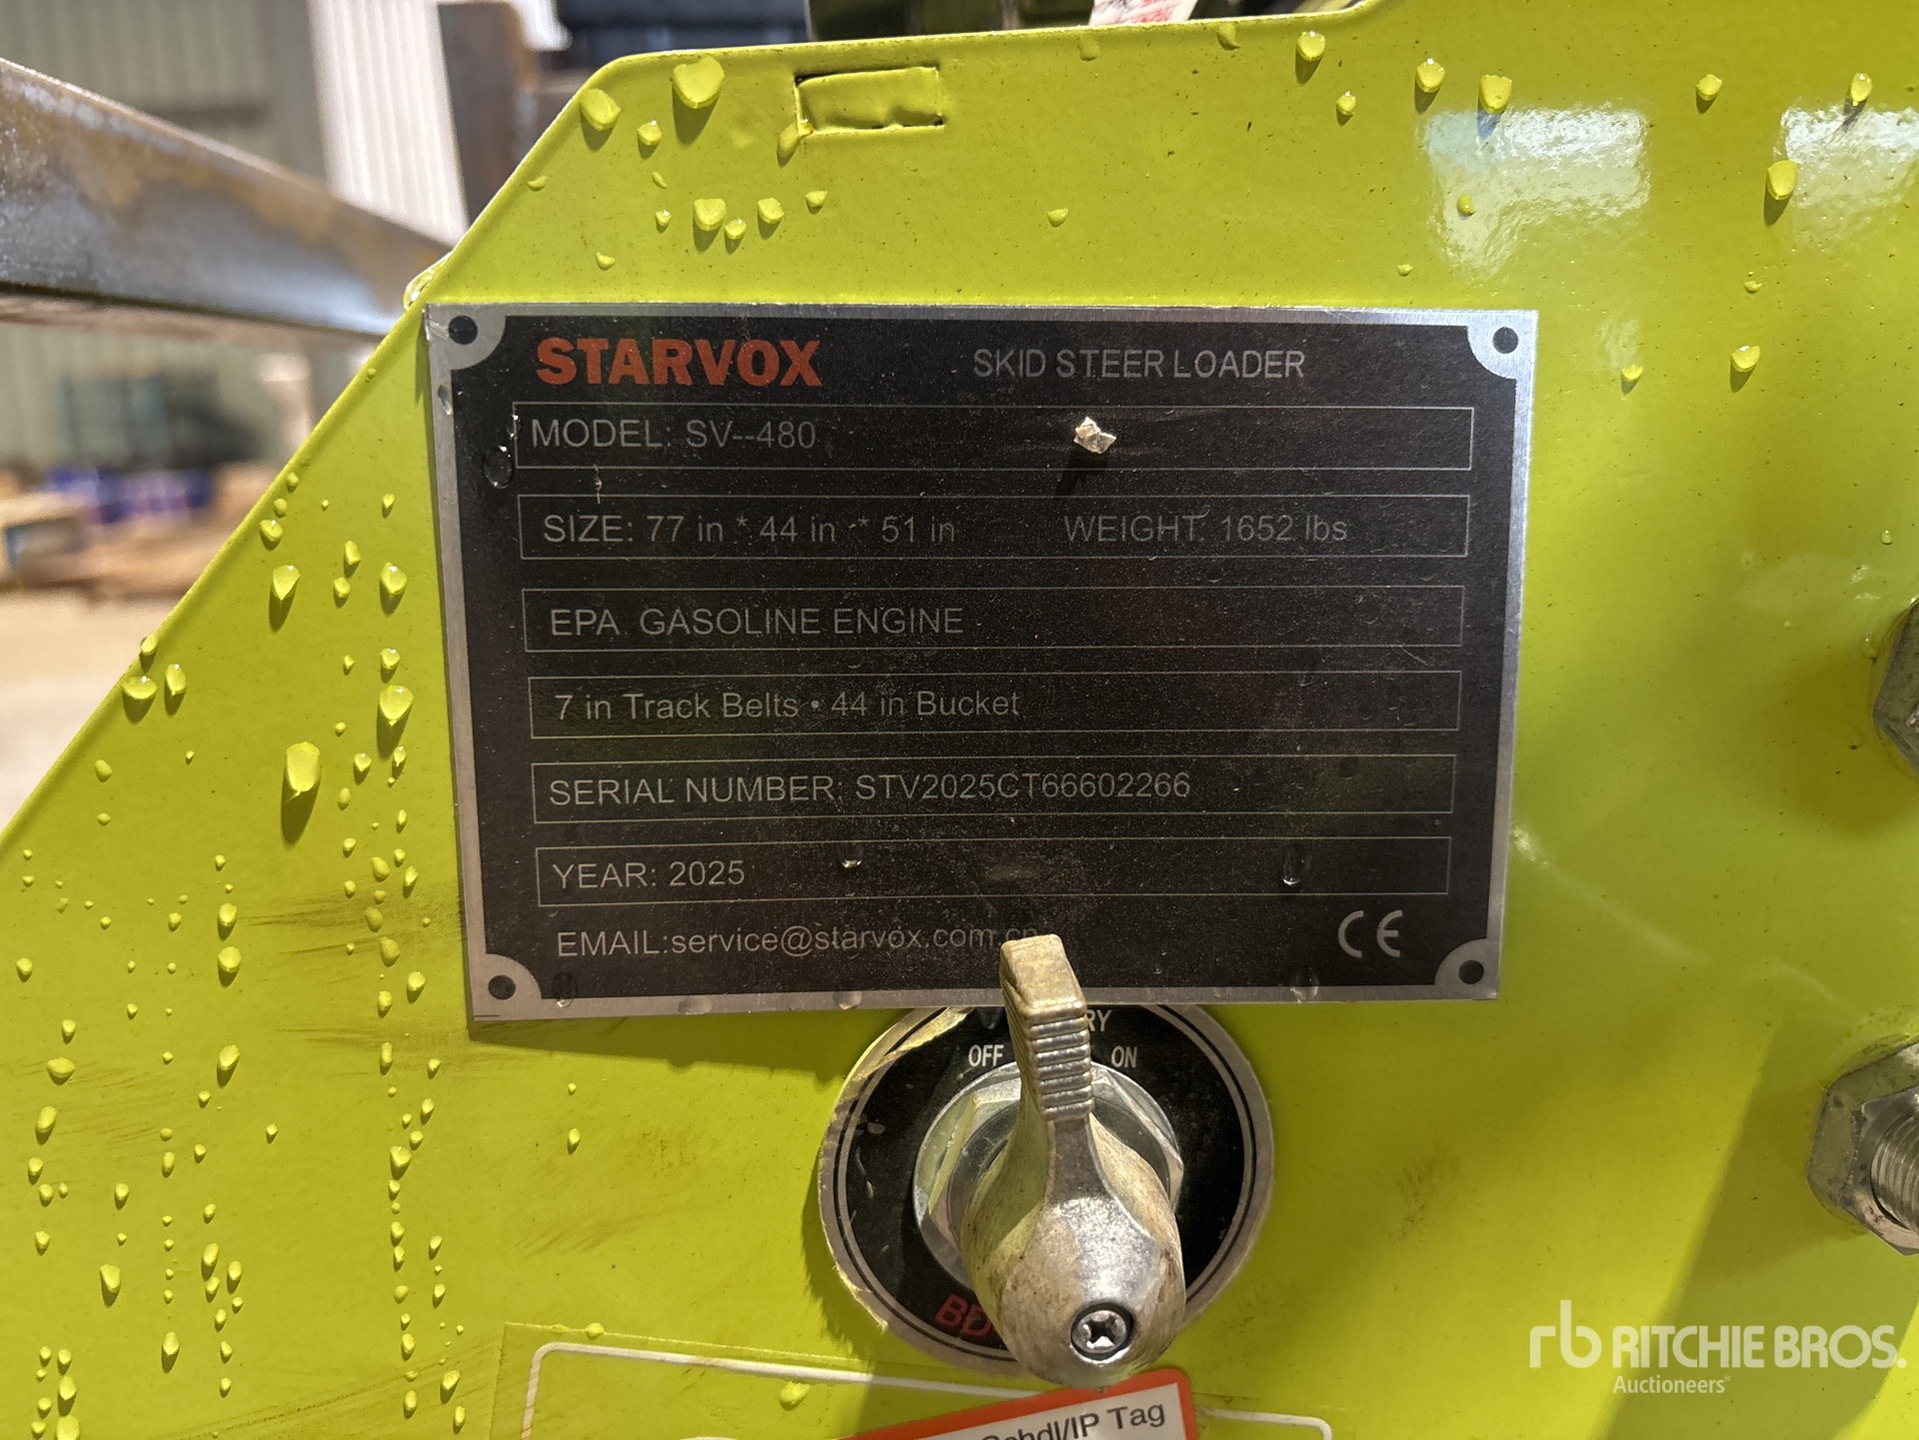 STARVOX SKID STEER LOADER
MODEL: SV--480
SIZE: 77 in * 44 in * 51 in WEIGHT: 1652 lbs
EPA GASOLINE ENGINE
7 in Track Belts • 44 in Bucket
SERIAL NUMBER: STV2025CT66602266
YEAR: 2025
EMAIL:service@starvox.com.cn CE
OFF ON
rb RITCHIE BROS.
Auctioneers
Tag